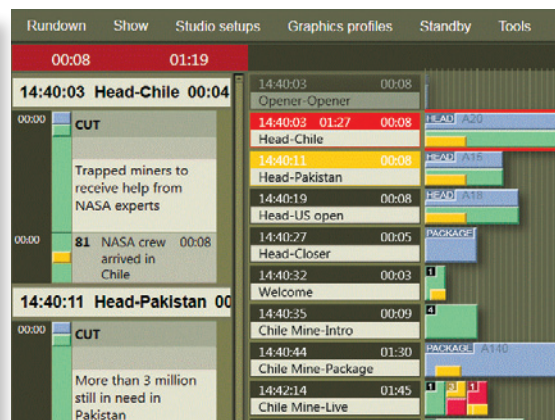 Rundown Show Studio setups Graphics profiles Standby Tools
00:08 01:19
14:40:03 Head-Chile 00:04
00:00 CUT
Trapped miners to
receive help from
NASA experts
00:00 81 NASA crew 00:08
arrived in
Chile
14:40:11 Head-Pakistan 00
00:00 CUT
More than 3 million
still in need in
Pakistan
14:40:03 00:08
Opener-Opener
14:40:03 01:27 00:08 HEAD A20
Head-Chile
14:40:11 00:08 HEAD A16
Head-Pakistan
14:40:19 00:08 HEAD A18
Head-US open
14:40:27 00:05 PACKAGE
Head-Closer
14:40:32 00:03 1
Welcome
14:40:35 00:09 4
Chile Mine-Intro
14:40:44 01:30 PACKAGE A140
Chile Mine-Package
14:42:14 01:45 1 3 1
Chile Mine-Live